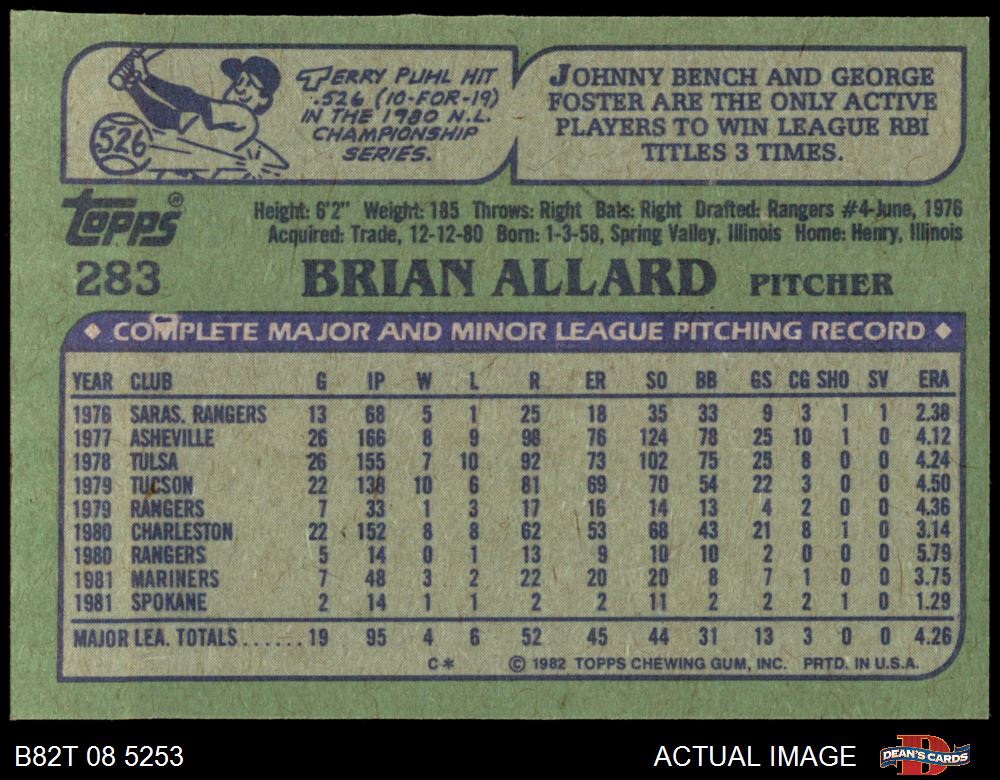 TERRY PUHL HIT
.526 (10-FOR-19)
IN THE 1980 N.L.
CHAMPIONSHIP
SERIES.
.526
JOHNNY BENCH AND GEORGE
FOSTER ARE THE ONLY ACTIVE
PLAYERS TO WIN LEAGUE RBI
TITLES 3 TIMES.
topps®
Height: 6'2" Weight: 185 Throws: Right Bats: Right Drafted: Rangers #4-June, 1976
Acquired: Trade, 12-12-80 Born: 1-3-58, Spring Valley, Illinois Home: Henry, Illinois
283 BRIAN ALLARD PITCHER
◆ COMPLETE MAJOR AND MINOR LEAGUE PITCHING RECORD ◆
YEAR CLUB G IP W L R ER SO BB GS CG SHO SV ERA
1976 SARAS. RANGERS 13 68 5 1 25 18 35 33 9 3 1 1 2.38
1977 ASHEVILLE 26 166 8 9 98 76 124 78 25 10 1 0 4.12
1978 TULSA 26 155 7 10 92 73 102 75 25 8 0 0 4.24
1979 TUCSON 22 138 10 6 81 69 70 54 22 3 0 0 4.50
1979 RANGERS 7 33 1 3 17 16 14 13 4 2 0 0 4.36
1980 CHARLESTON 22 152 8 8 62 53 68 43 21 8 1 0 3.14
1980 RANGERS 5 14 0 1 13 9 10 10 2 0 0 0 5.79
1981 MARINERS 7 48 3 2 22 20 20 8 7 1 0 0 3.75
1981 SPOKANE 2 14 1 1 2 2 11 2 2 2 1 0 1.29
MAJOR LEA. TOTALS ...... 19 95 4 6 52 45 44 31 13 3 0 0 4.26
C* © 1982 TOPPS CHEWING GUM, INC. PRTD. IN U.S.A.
B82T 08 5253 ACTUAL IMAGE DEAN'S CARDS